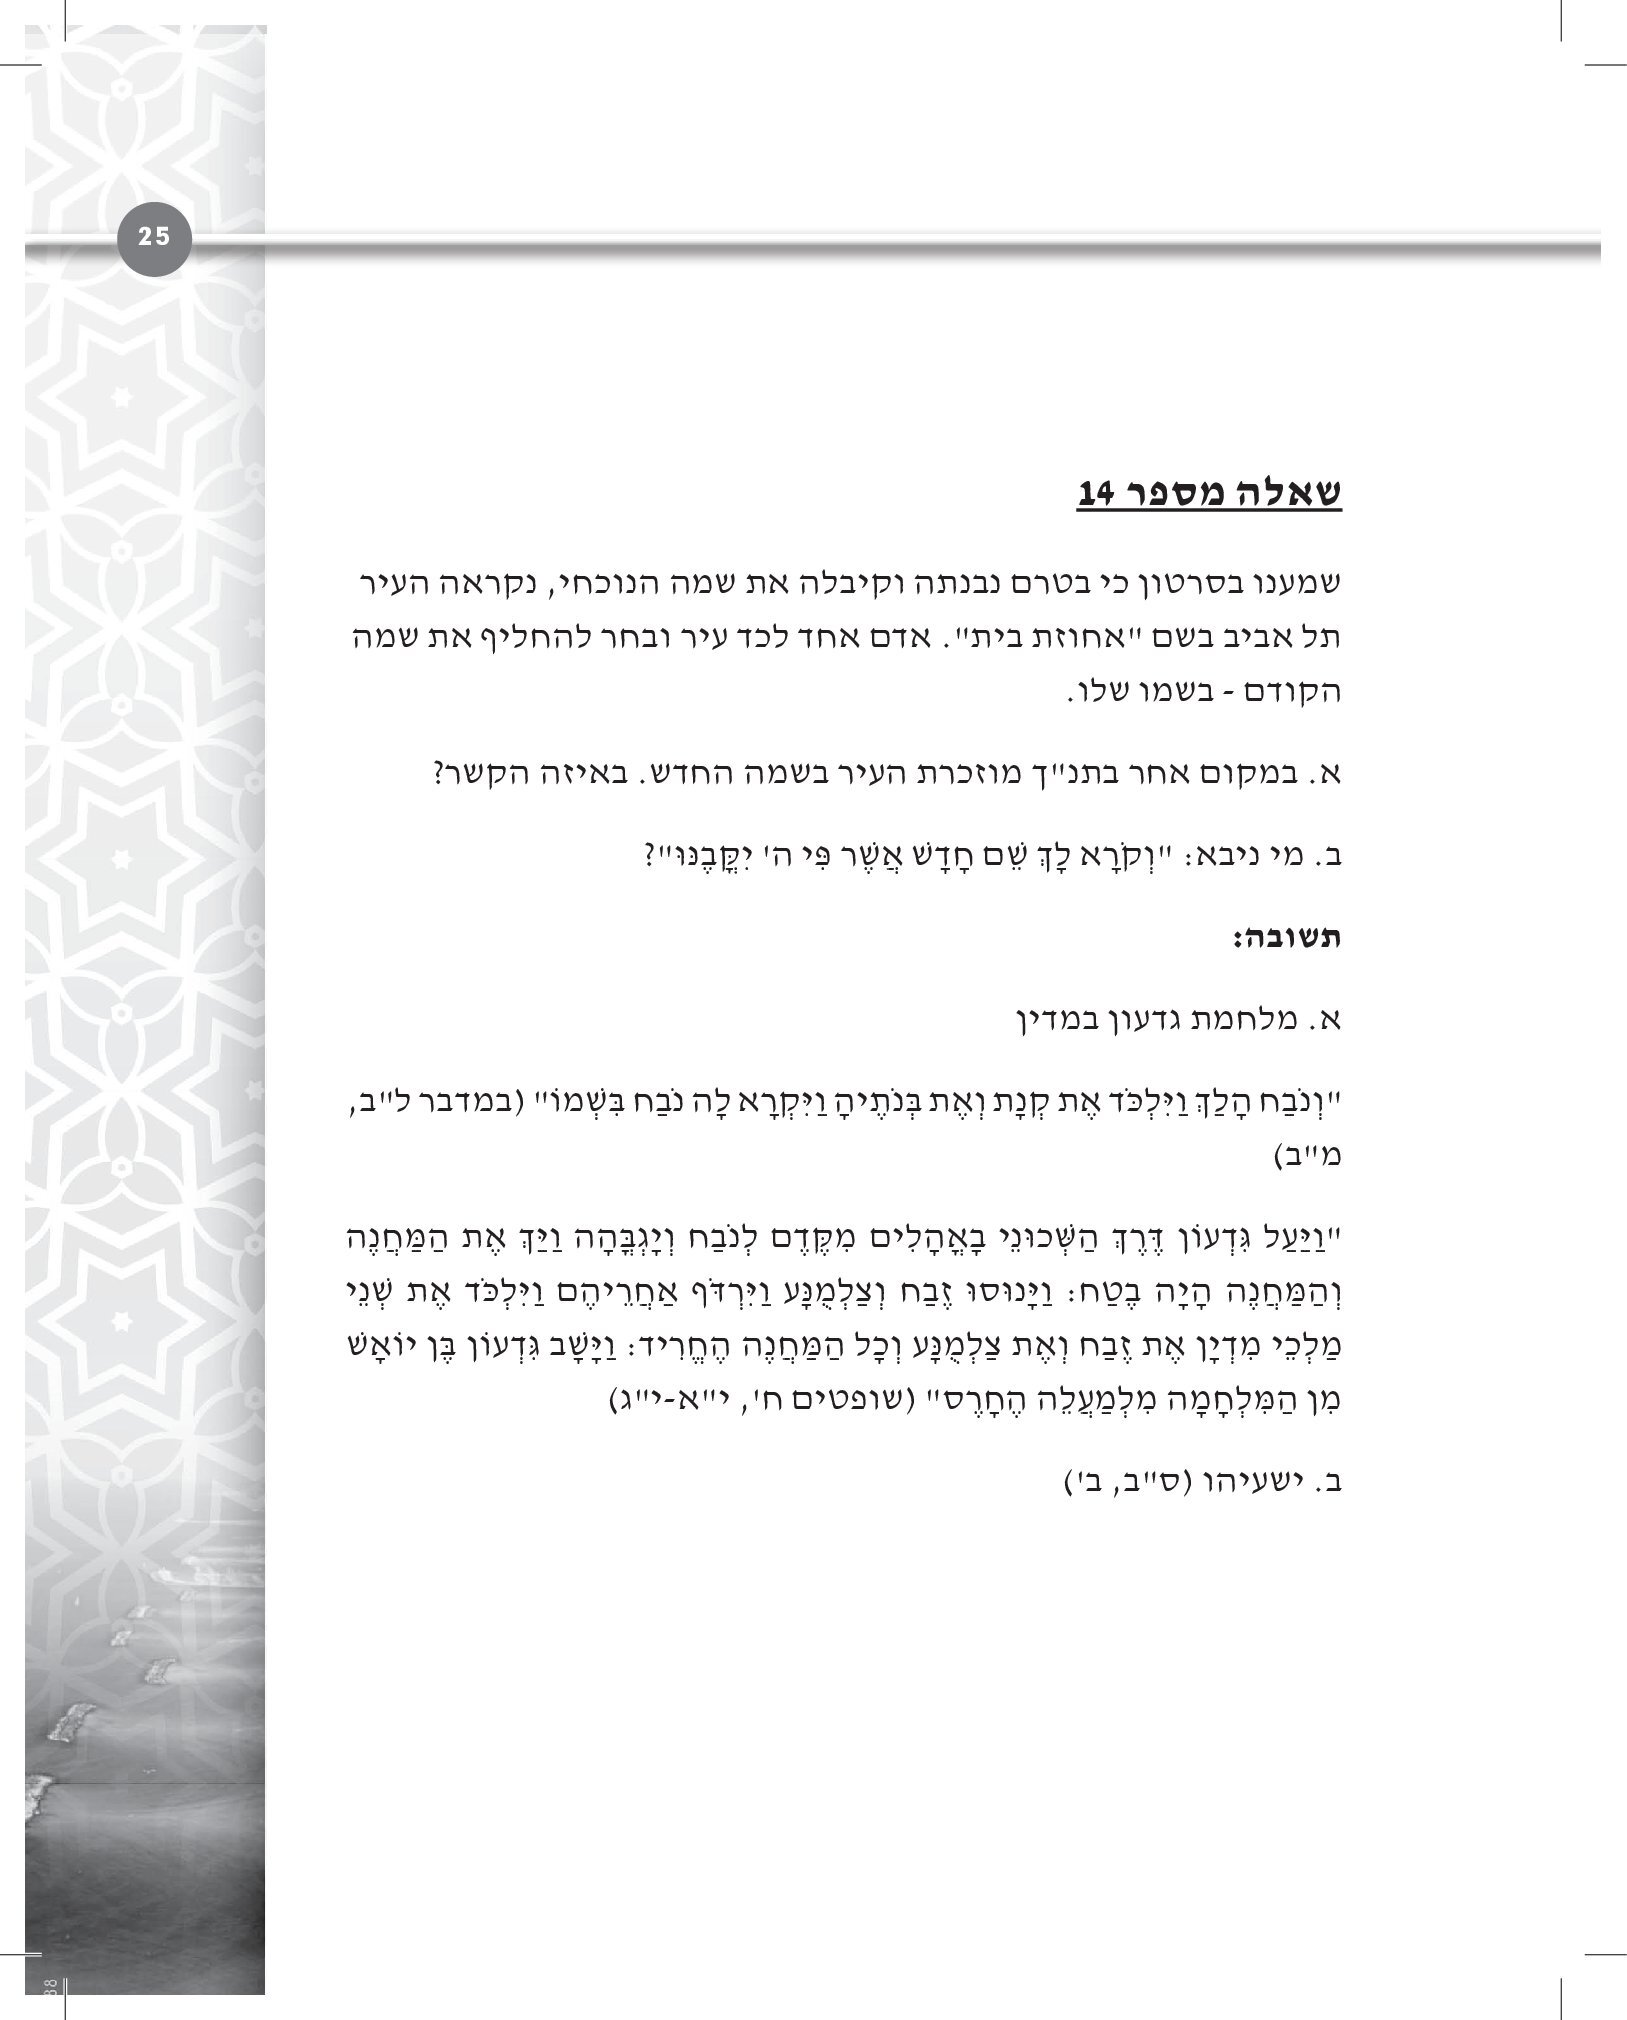 25
שאלה מספר 14
שמענו בסרטון כי בטרם נבנתה וקיבלה את שמה הנוכחי, נקראה העיר
תל אביב בשם "אחוזת בית". אדם אחד לכד עיר ובחר להחליף את שמה
הקודם - בשמו שלו.
א. במקום אחר בתנ"ך מוזכרת העיר בשמה החדש. באיזה הקשר?
ב. מי ניבא: "וְקֹרָא לָךְ שֵׁם חָדָשׁ אֲשֶׁר פִּי ה' יִקֳּבֶנּוּ"?
תשובה:
א. מלחמת גדעון במדין
"וְנֹבַח הָלַךְ וַיִּלְכֹּד אֶת קְנָת וְאֶת בְּנֹתֶיהָ וַיִּקְרָא לָה נֹבַח בִּשְׁמוֹ" (במדבר ל"ב,
מ"ב)
"וַיַּעַל גִּדְעוֹן דֶּרֶךְ הַשְּׁכוּנֵי בָאֳהָלִים מִקֶּדֶם לְנֹבַח וְיָגְבֳּהָה וַיַּךְ אֶת הַמַּחֲנֶה
וְהַמַּחֲנֶה הָיָה בֶטַח: וַיָּנוּסוּ זֶבַח וְצַלְמֻנָּע וַיִּרְדֹּף אַחֲרֵיהֶם וַיִּלְכֹּד אֶת שְׁנֵי
מַלְכֵי מִדְיָן אֶת זֶבַח וְאֶת צַלְמֻנָּע וְכָל הַמַּחֲנֶה הֶחֱרִיד: וַיָּשָׁב גִּדְעוֹן בֶּן יוֹאָשׁ
מִן הַמִּלְחָמָה מִלְמַעֲלֵה הֶחָרֶס" (שופטים ח', י"א-י"ג)
ב. ישעיהו (ס"ב, ב')